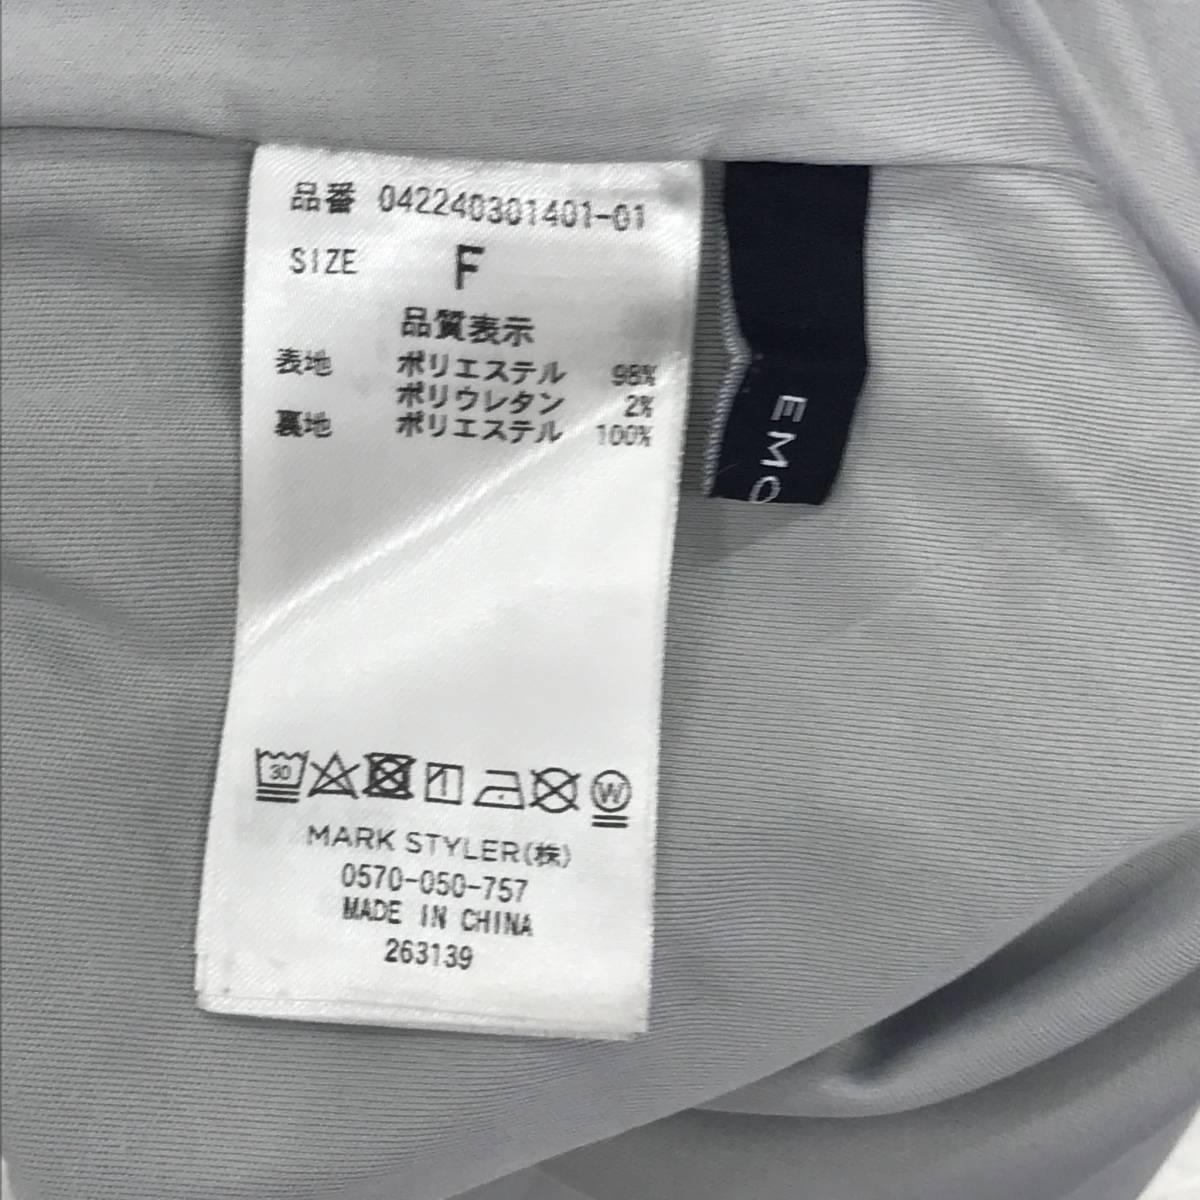 品番 042240301401-01
SIZE F
品質表示
表地 ポリエステル 98%
ポリウレタン 2%
裏地 ポリエステル 100%
30
W
MARK STYLER(株)
0570-050-757
MADE IN CHINA
263139
EMO